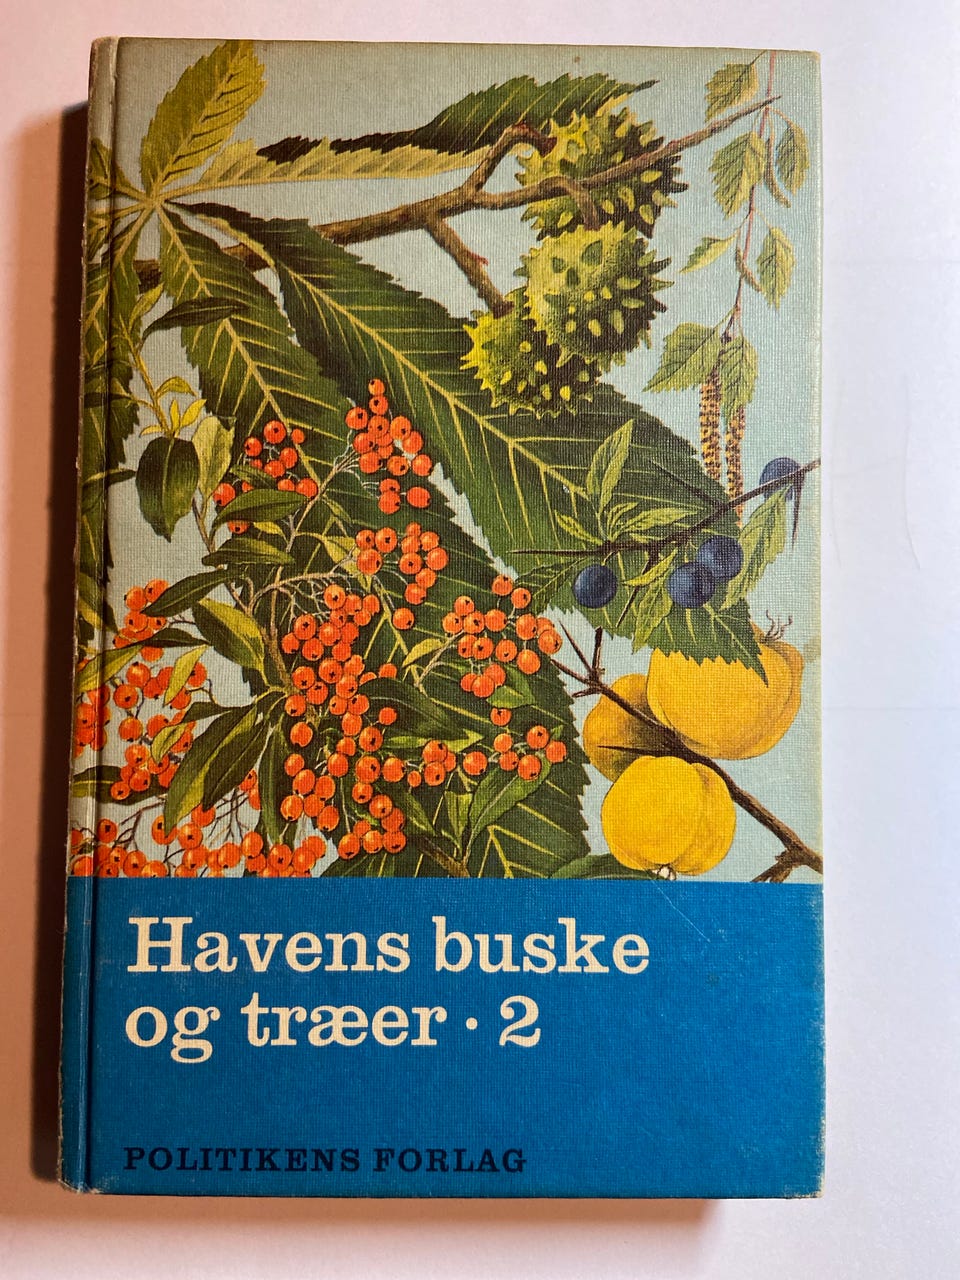 Havens buske
og træer · 2
POLITIKENS FORLAG